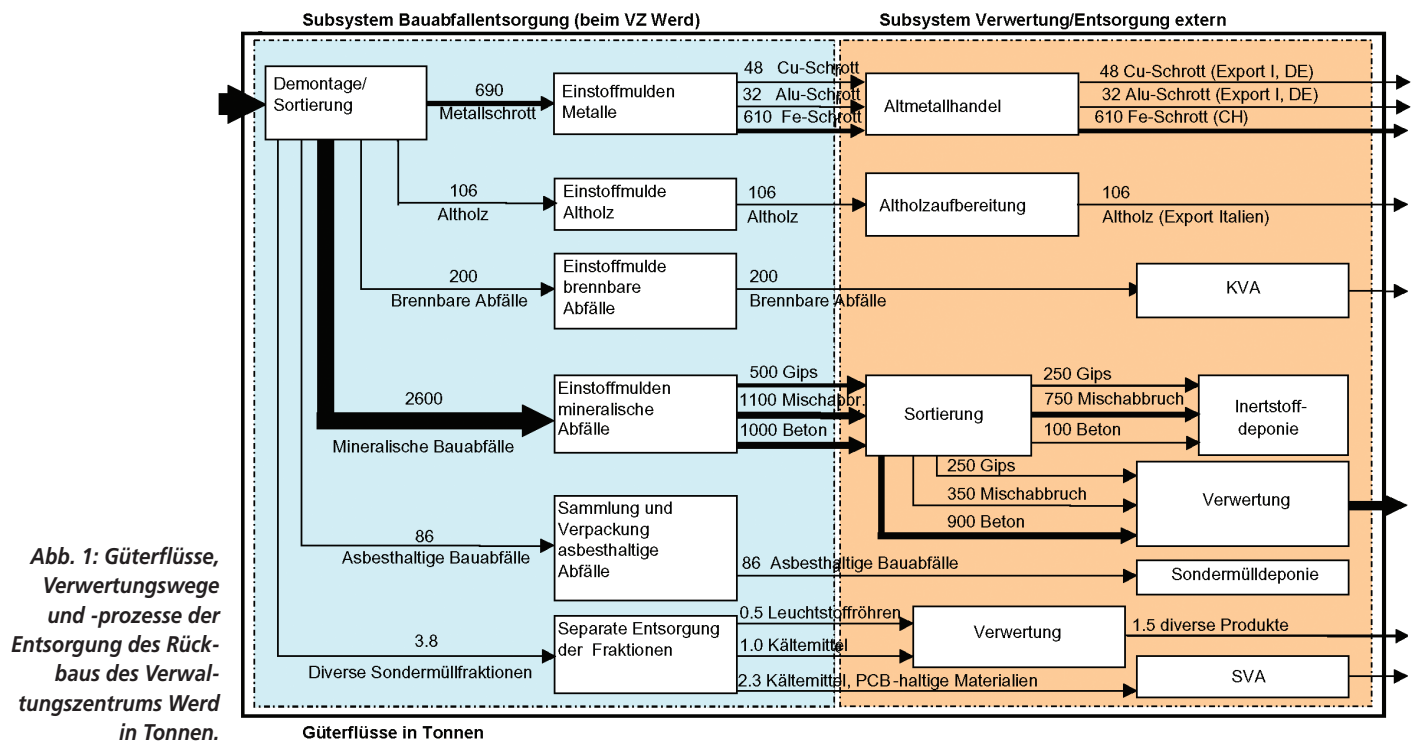 Subsystem Bauabfallentsorgung (beim VZ Werd)
Subsystem Verwertung/Entsorgung extern
Demontage/
Sortierung
690
Metallschrott
Einstoffmulden
Metalle
48 Cu-Schrott
32 Alu-Schrott
610 Fe-Schrott
Altmetallhandel
48 Cu-Schrott (Export I, DE)
32 Alu-Schrott (Export I, DE)
610 Fe-Schrott (CH)
106
Altholz
Einstoffmulde
Altholz
106
Altholz
Altholzaufbereitung
106
Altholz (Export Italien)
200
Brennbare Abfälle
Einstoffmulde
brennbare
Abfälle
200
Brennbare Abfälle
KVA
2600
Mineralische Bauabfälle
Einstoffmulden
mineralische
Abfälle
500 Gips
1100 Mischabbr.
1000 Beton
Sortierung
250 Gips
750 Mischabbruch
100 Beton
Inertstoff-
deponie
250 Gips
350 Mischabbruch
900 Beton
Verwertung
86
Asbesthaltige Bauabfälle
Sammlung und
Verpackung
asbesthaltige
Abfälle
86 Asbesthaltige Bauabfälle
Sondermülldeponie
3.8
Diverse Sondermüllfraktionen
Separate Entsorgung
der Fraktionen
0.5 Leuchtstoffröhren
1.0 Kältemittel
2.3 Kältemittel, PCB-haltige Materialien
Verwertung
1.5 diverse Produkte
SVA
Güterflüsse in Tonnen
Abb. 1: Güterflüsse,
Verwertungswege
und -prozesse der
Entsorgung des Rück-
baus des Verwal-
tungszentrums Werd
in Tonnen.